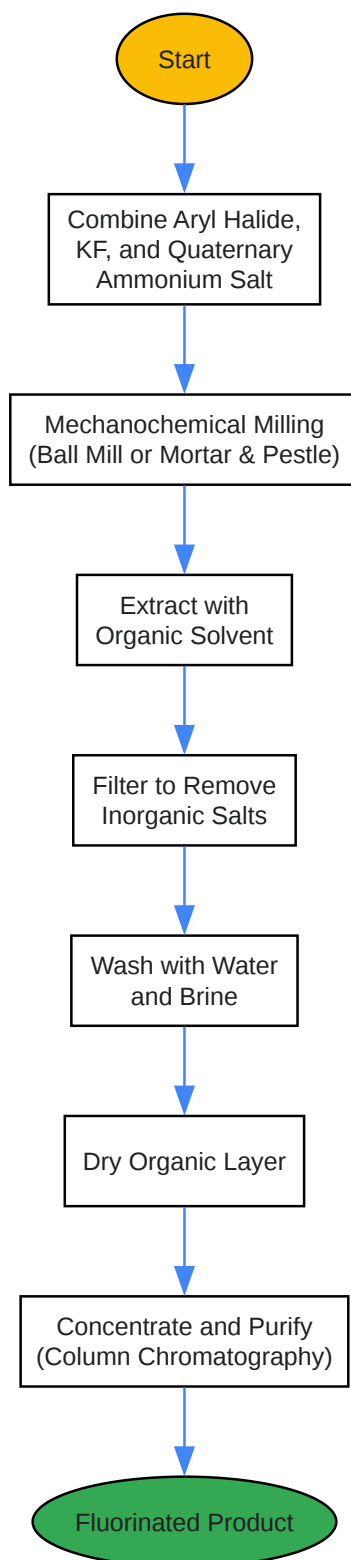 Start
Combine Aryl Halide,
KF, and Quaternary
Ammonium Salt
Mechanochemical Milling
(Ball Mill or Mortar & Pestle)
Extract with
Organic Solvent
Filter to Remove
Inorganic Salts
Wash with Water
and Brine
Dry Organic Layer
Concentrate and Purify
(Column Chromatography)
Fluorinated Product